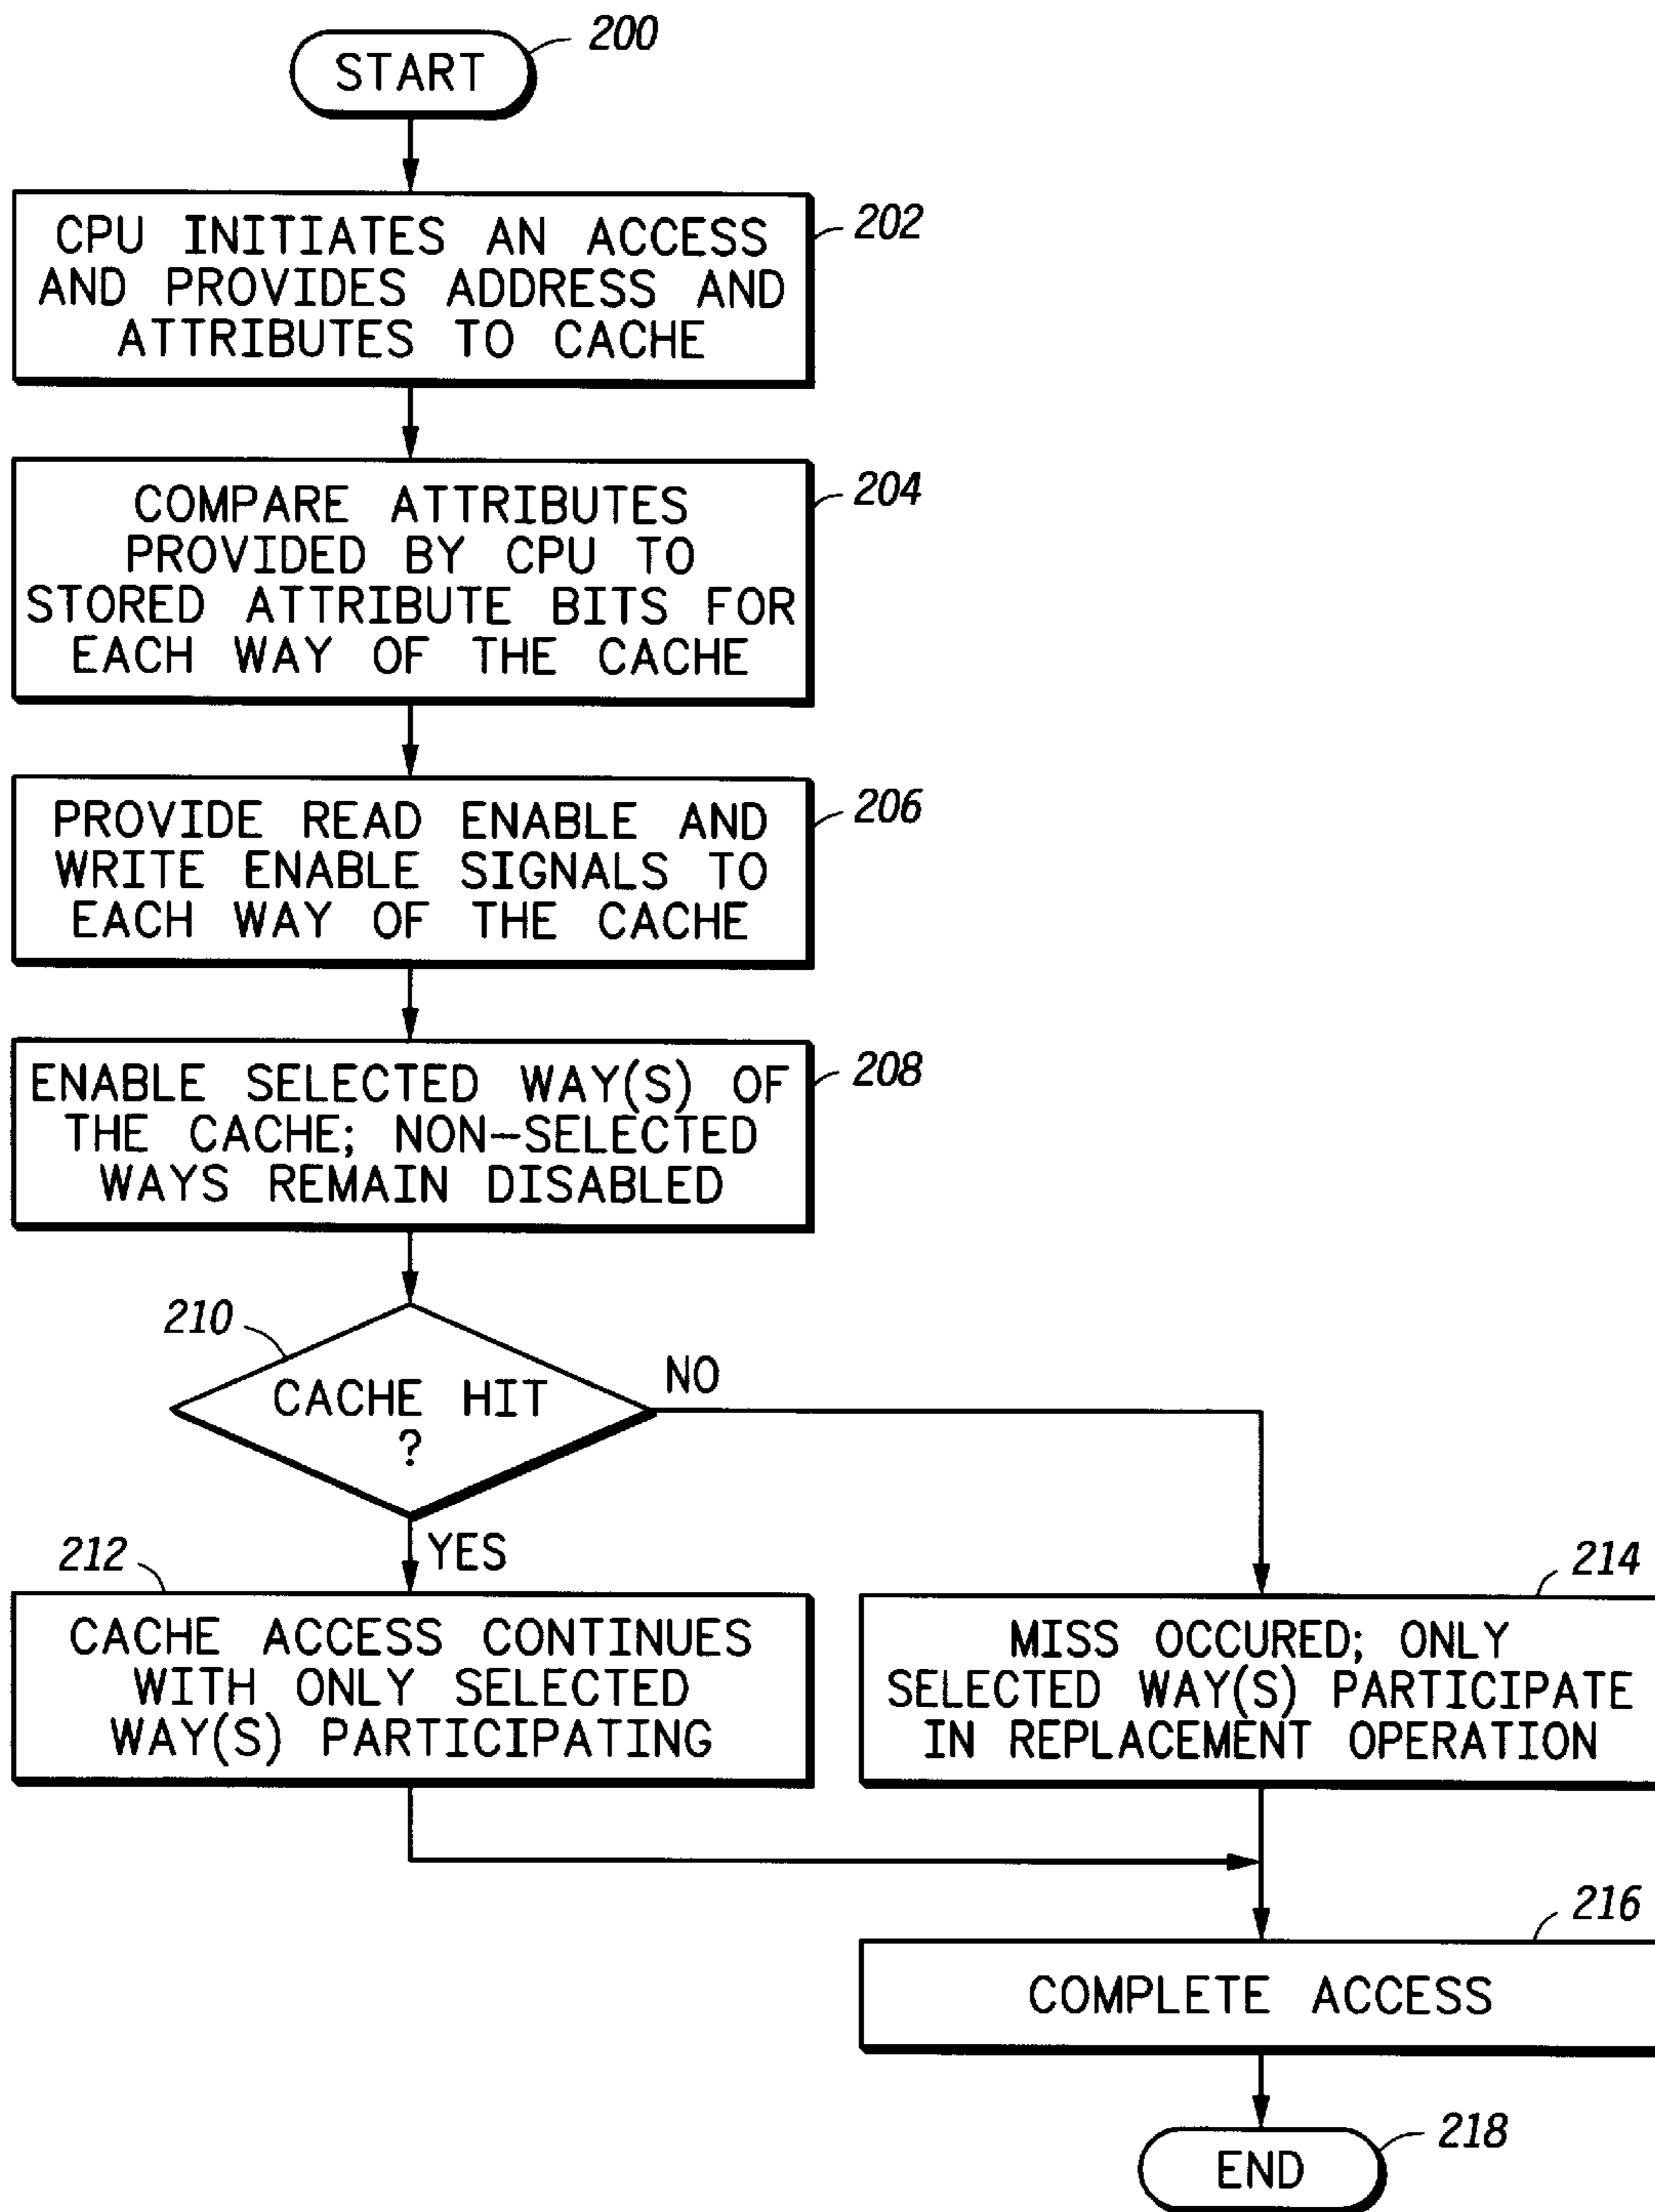 200
START
202
CPU INITIATES AN ACCESS
AND PROVIDES ADDRESS AND
ATTRIBUTES TO CACHE
204
COMPARE ATTRIBUTES
PROVIDED BY CPU TO
STORED ATTRIBUTE BITS FOR
EACH WAY OF THE CACHE
206
PROVIDE READ ENABLE AND
WRITE ENABLE SIGNALS TO
EACH WAY OF THE CACHE
208
ENABLE SELECTED WAY(S) OF
THE CACHE; NON-SELECTED
WAYS REMAIN DISABLED
210
CACHE HIT
?
NO
YES
212
CACHE ACCESS CONTINUES
WITH ONLY SELECTED
WAY(S) PARTICIPATING
214
MISS OCCURED; ONLY
SELECTED WAY(S) PARTICIPATE
IN REPLACEMENT OPERATION
216
COMPLETE ACCESS
218
END